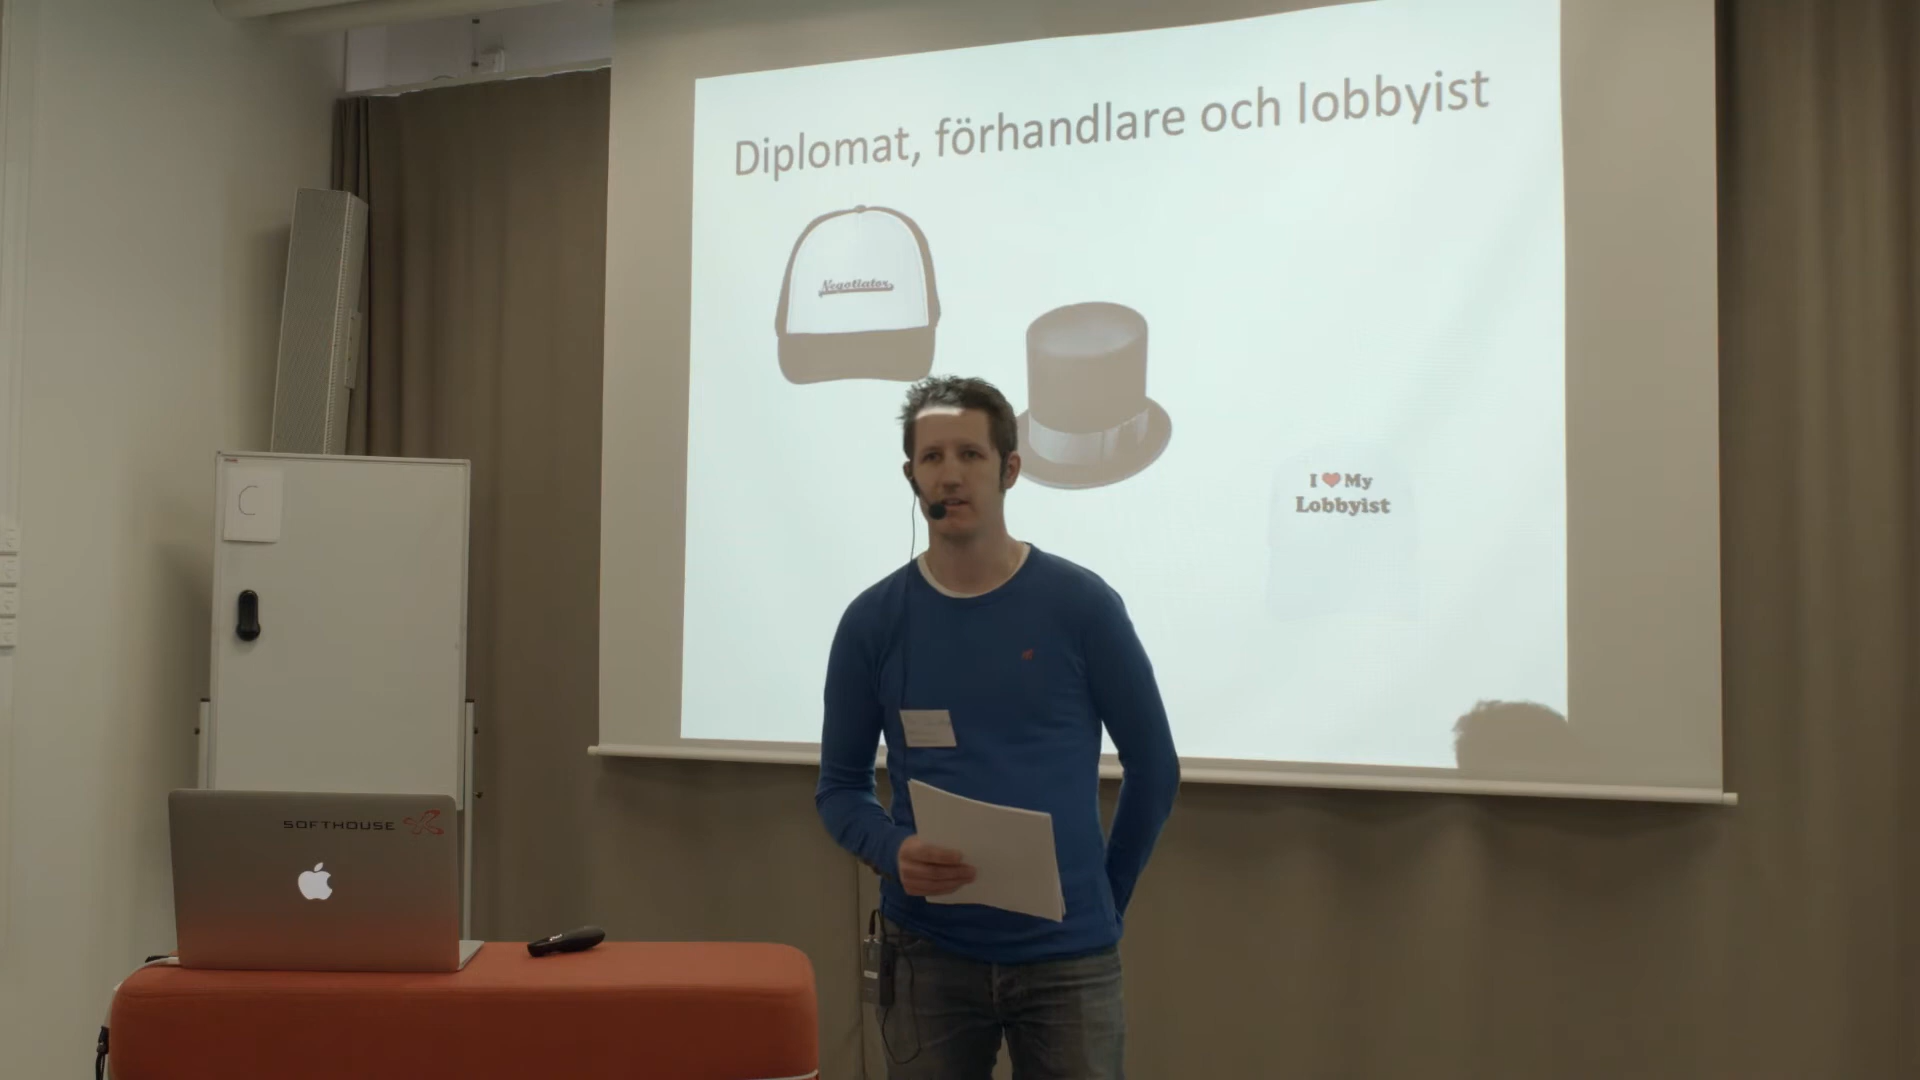 Diplomat, förhandlare och lobbyist
Negotiator
I ❤ My
Lobbyist
C
SOFTHOUSE